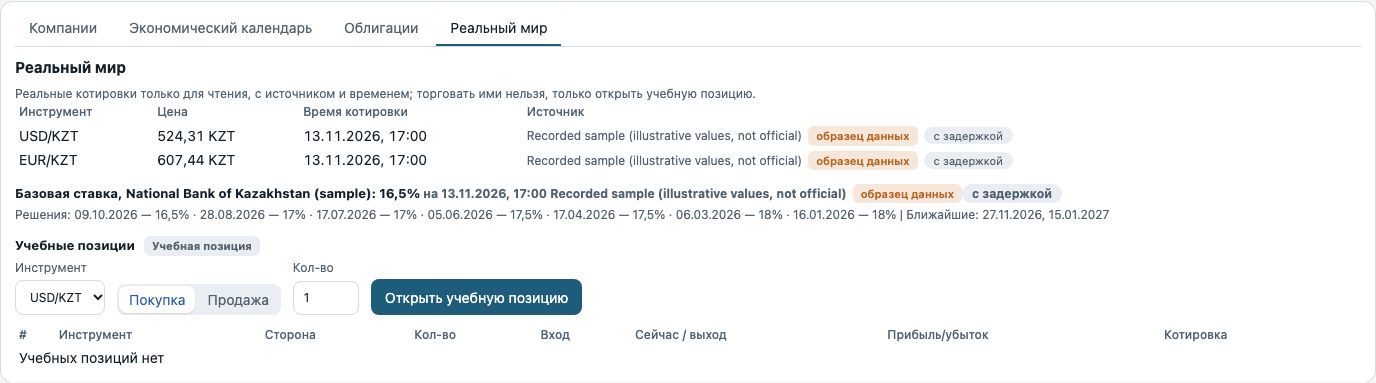 Компании Экономический календарь Облигации Реальный мир
Реальный мир
Реальные котировки только для чтения, с источником и временем; торговать ими нельзя, только открыть учебную позицию.
Инструмент Цена Время котировки Источник
USD/KZT 524,31 KZT 13.11.2026, 17:00 Recorded sample (illustrative values, not official) образец данных с задержкой
EUR/KZT 607,44 KZT 13.11.2026, 17:00 Recorded sample (illustrative values, not official) образец данных с задержкой
Базовая ставка, National Bank of Kazakhstan (sample): 16,5% на 13.11.2026, 17:00 Recorded sample (illustrative values, not official) образец данных с задержкой
Решения: 09.10.2026 — 16,5% · 28.08.2026 — 17% · 17.07.2026 — 17% · 05.06.2026 — 17,5% · 17.04.2026 — 17,5% · 06.03.2026 — 18% · 16.01.2026 — 18% | Ближайшие: 27.11.2026, 15.01.2027
Учебные позиции Учебная позиция
Инструмент Кол-во
USD/KZT Покупка Продажа 1 Открыть учебную позицию
# Инструмент Сторона Кол-во Вход Сейчас / выход Прибыль/убыток Котировка
Учебных позиций нет